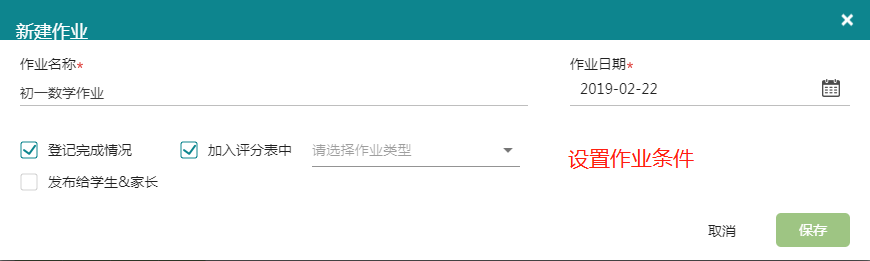 新建作业
作业名称*
作业日期*
初一数学作业
2019-02-22
登记完成情况
加入评分表中
请选择作业类型
设置作业条件
发布给学生&家长
取消
保存